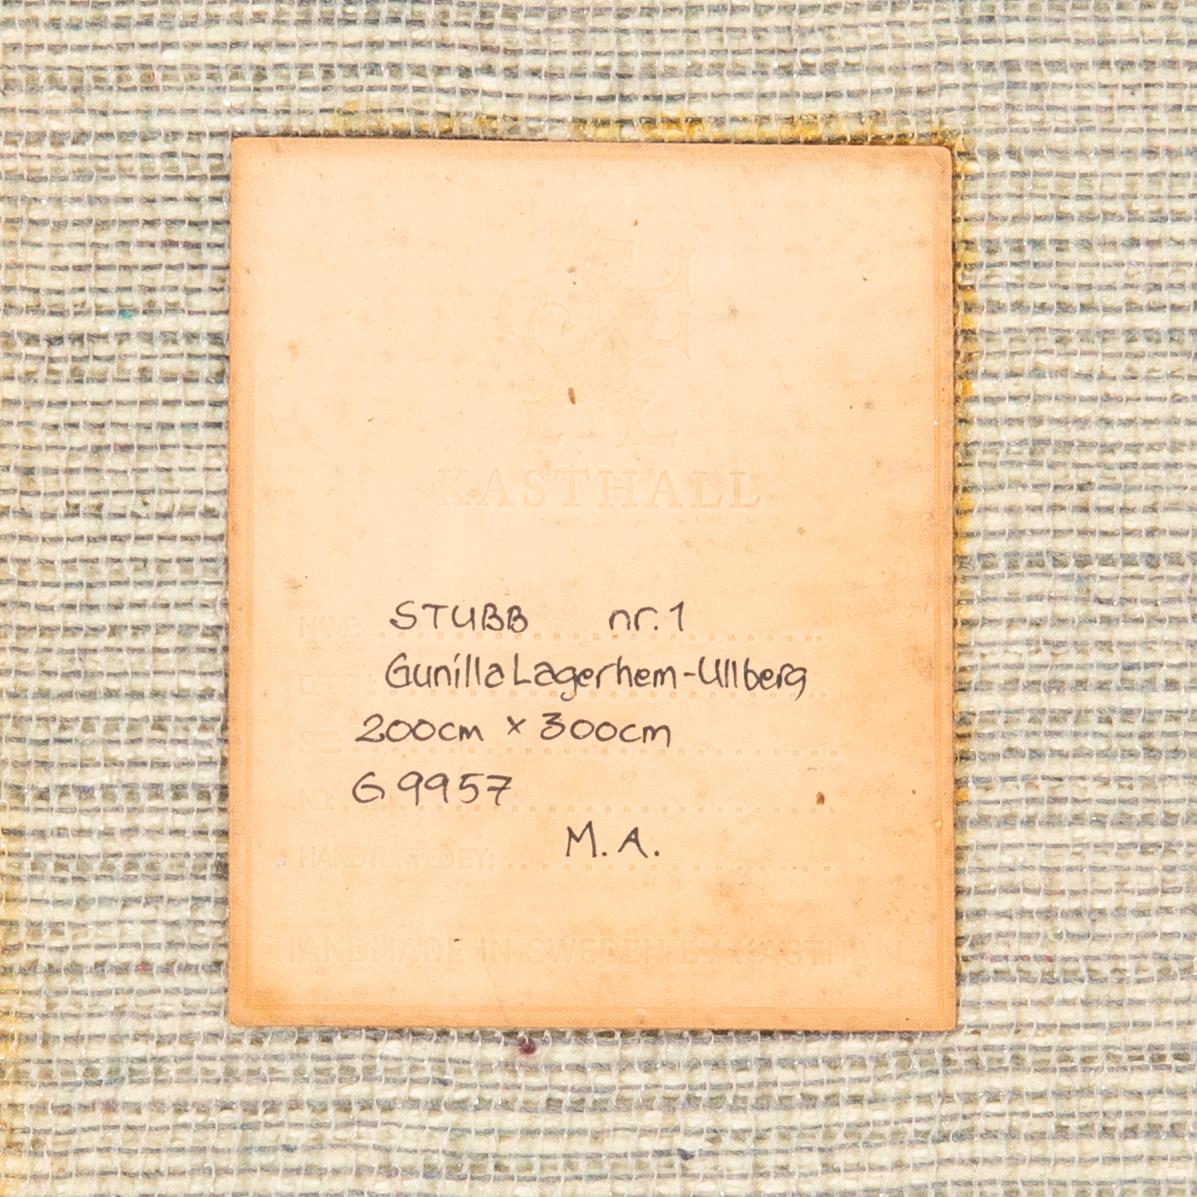 KASTHALL
NAME: STUBB nr. 1
Gunilla Lagerhem-Ullberg
200cm x 300cm
NO: G 9957
HANDTUFTED BY: M. A.
HANDMADE IN SWEDEN BY KASTHALL